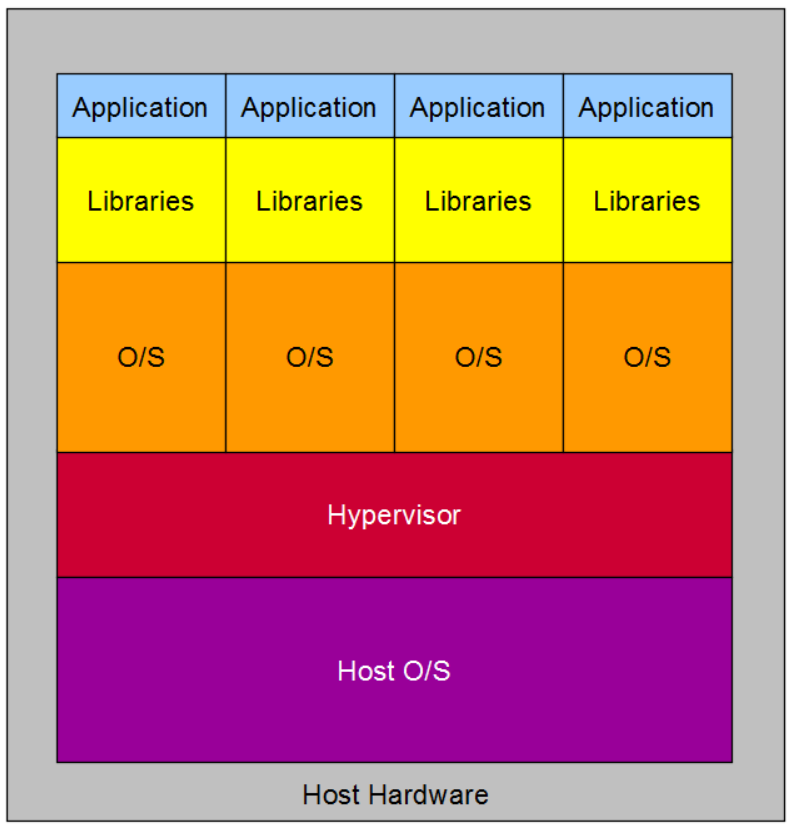 Application Application Application Application
Libraries Libraries Libraries Libraries
O/S O/S O/S O/S
Hypervisor
Host O/S
Host Hardware